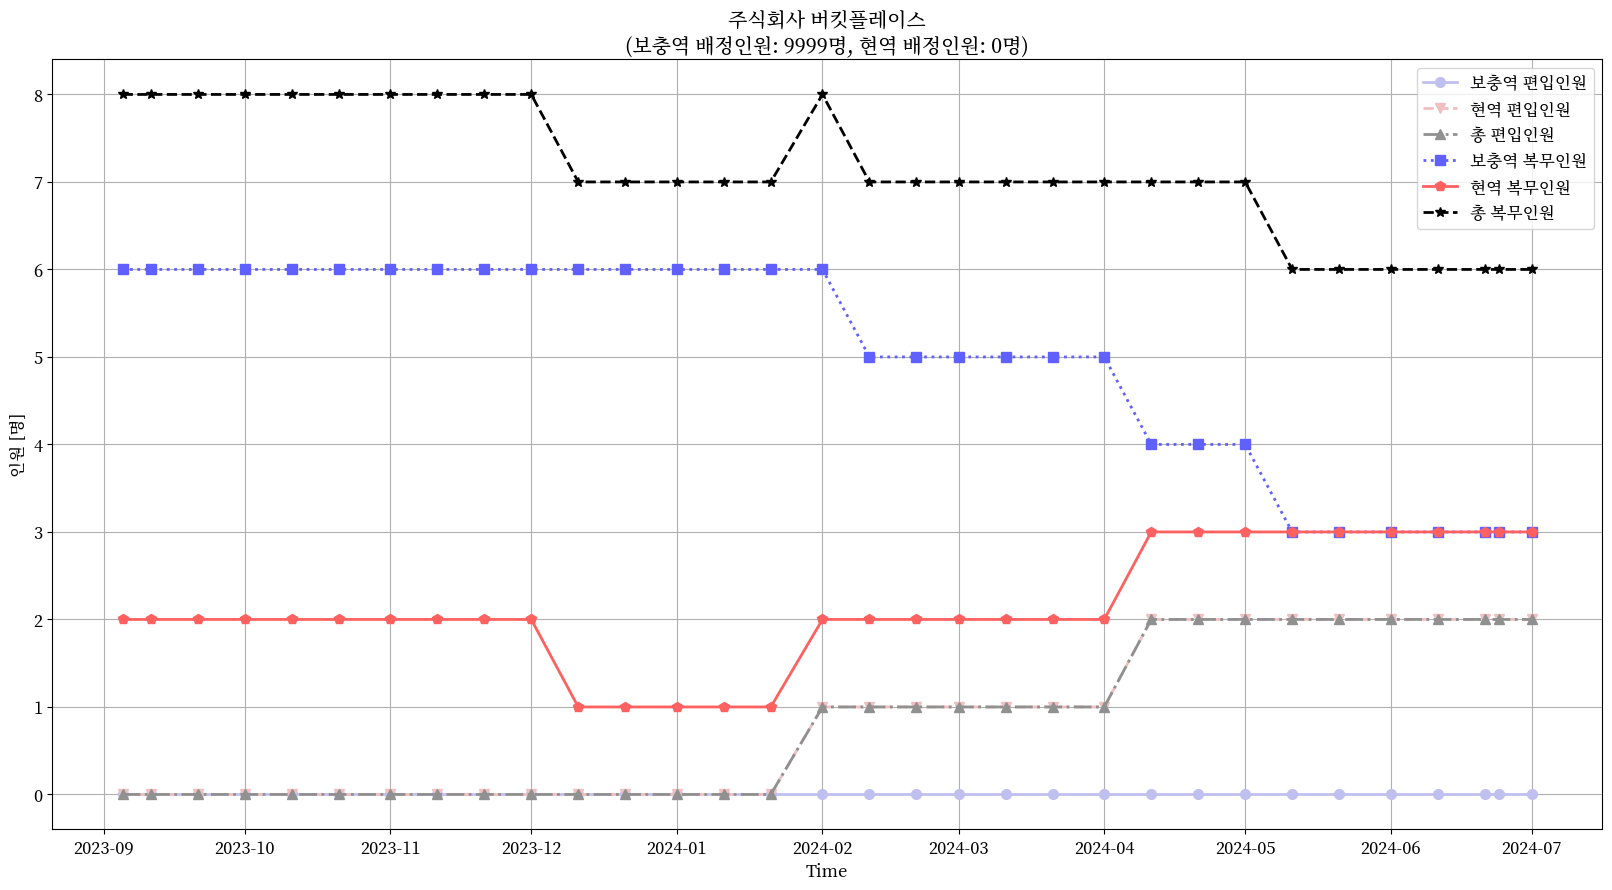 주식회사 버킷플레이스
(보충역 배정인원: 9999명, 현역 배정인원: 0명)
보충역 편입인원
현역 편입인원
총 편입인원
보충역 복무인원
현역 복무인원
총 복무인원
인원 [명]
8
7
6
5
4
3
2
1
0
2023-09 2023-10 2023-11 2023-12 2024-01 2024-02 2024-03 2024-04 2024-05 2024-06 2024-07
Time